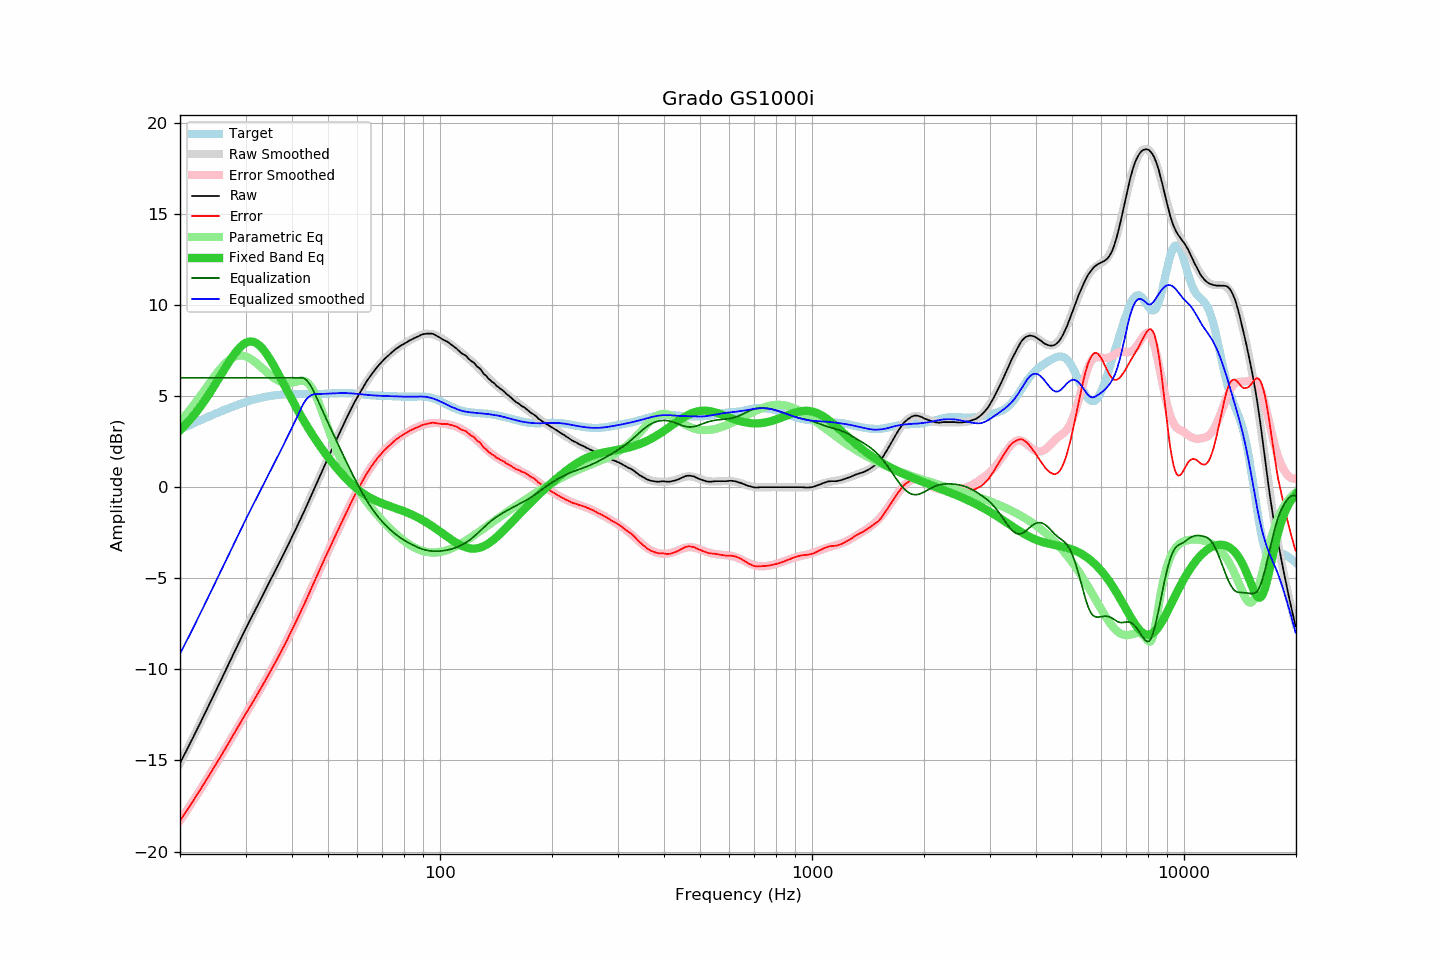 Grado GS1000i
20
15
10
5
0
−5
−10
−15
−20
Amplitude (dBr)
Target
Raw Smoothed
Error Smoothed
Raw
Error
Parametric Eq
Fixed Band Eq
Equalization
Equalized smoothed
100
1000
10000
Frequency (Hz)